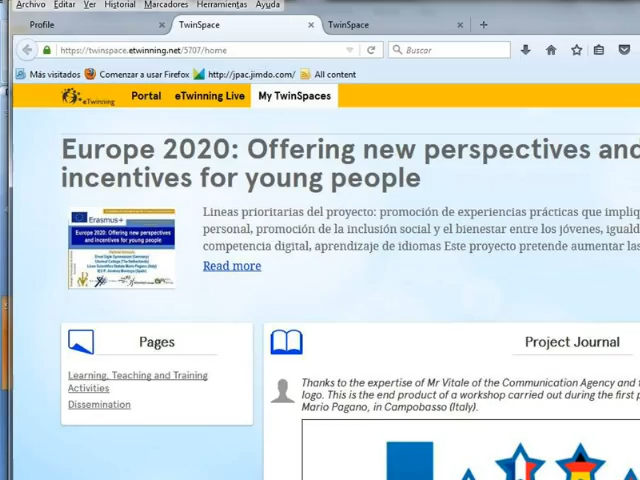 Archivo Editar Ver Historial Marcadores Herramientas Ayuda
Profile × TwinSpace × TwinSpace × +
https://twinspace.etwinning.net/5707/home Buscar
Más visitados Comenzar a usar Firefox http://jpac.jimdo.com/ All content
eTwinning Portal eTwinning Live My TwinSpaces
Europe 2020: Offering new perspectives and
incentives for young people
Erasmus+
Europe 2020: Offering new perspectives
and incentives for young people
Lineas prioritarias del proyecto: promoción de experiencias prácticas que impliq
personal, promoción de la inclusión social y el bienestar entre los jóvenes, iguald
competencia digital, aprendizaje de idiomas Este proyecto pretende aumentar las
Read more
Pages
Learning, Teaching and Training
Activities
Dissemination
Project Journal
Thanks to the expertise of Mr Vitale of the Communication Agency and t
logo. This is the end product of a workshop carried out during the first p
Mario Pagano, in Campobasso (Italy).